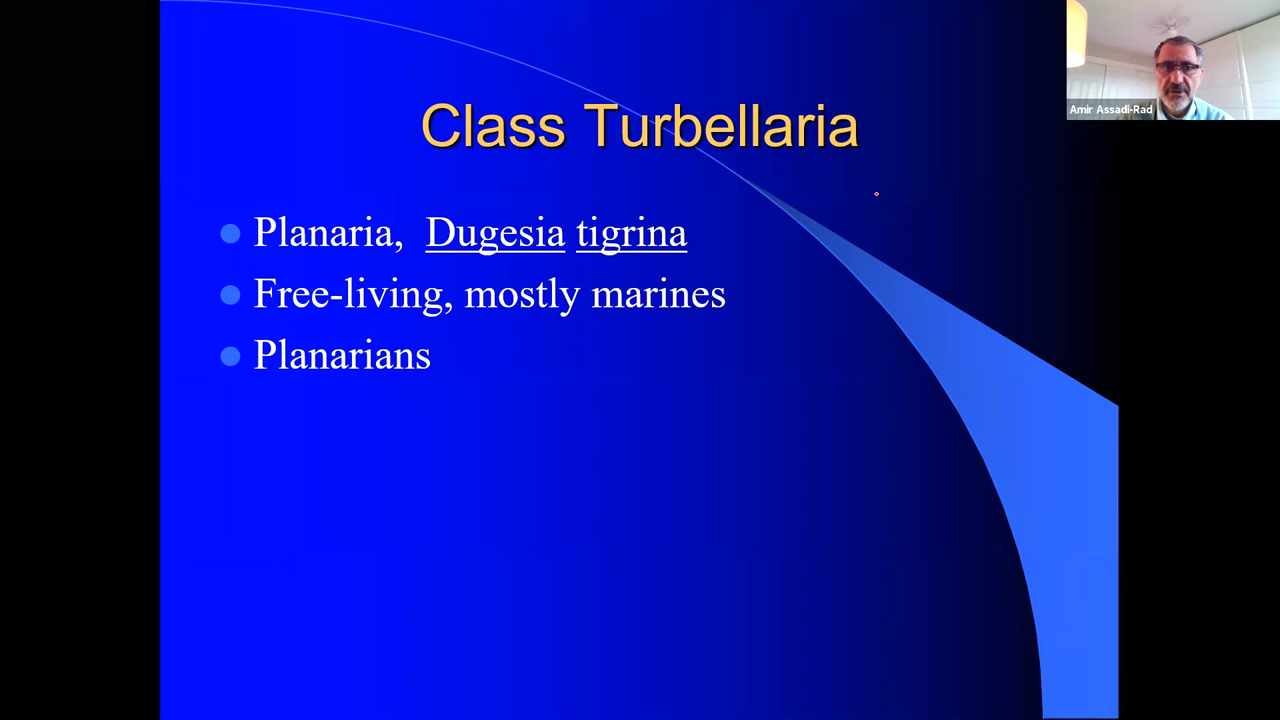 Class Turbellaria
Amir Assadi-Rad
Planaria, Dugesia tigrina
Free-living, mostly marines
Planarians